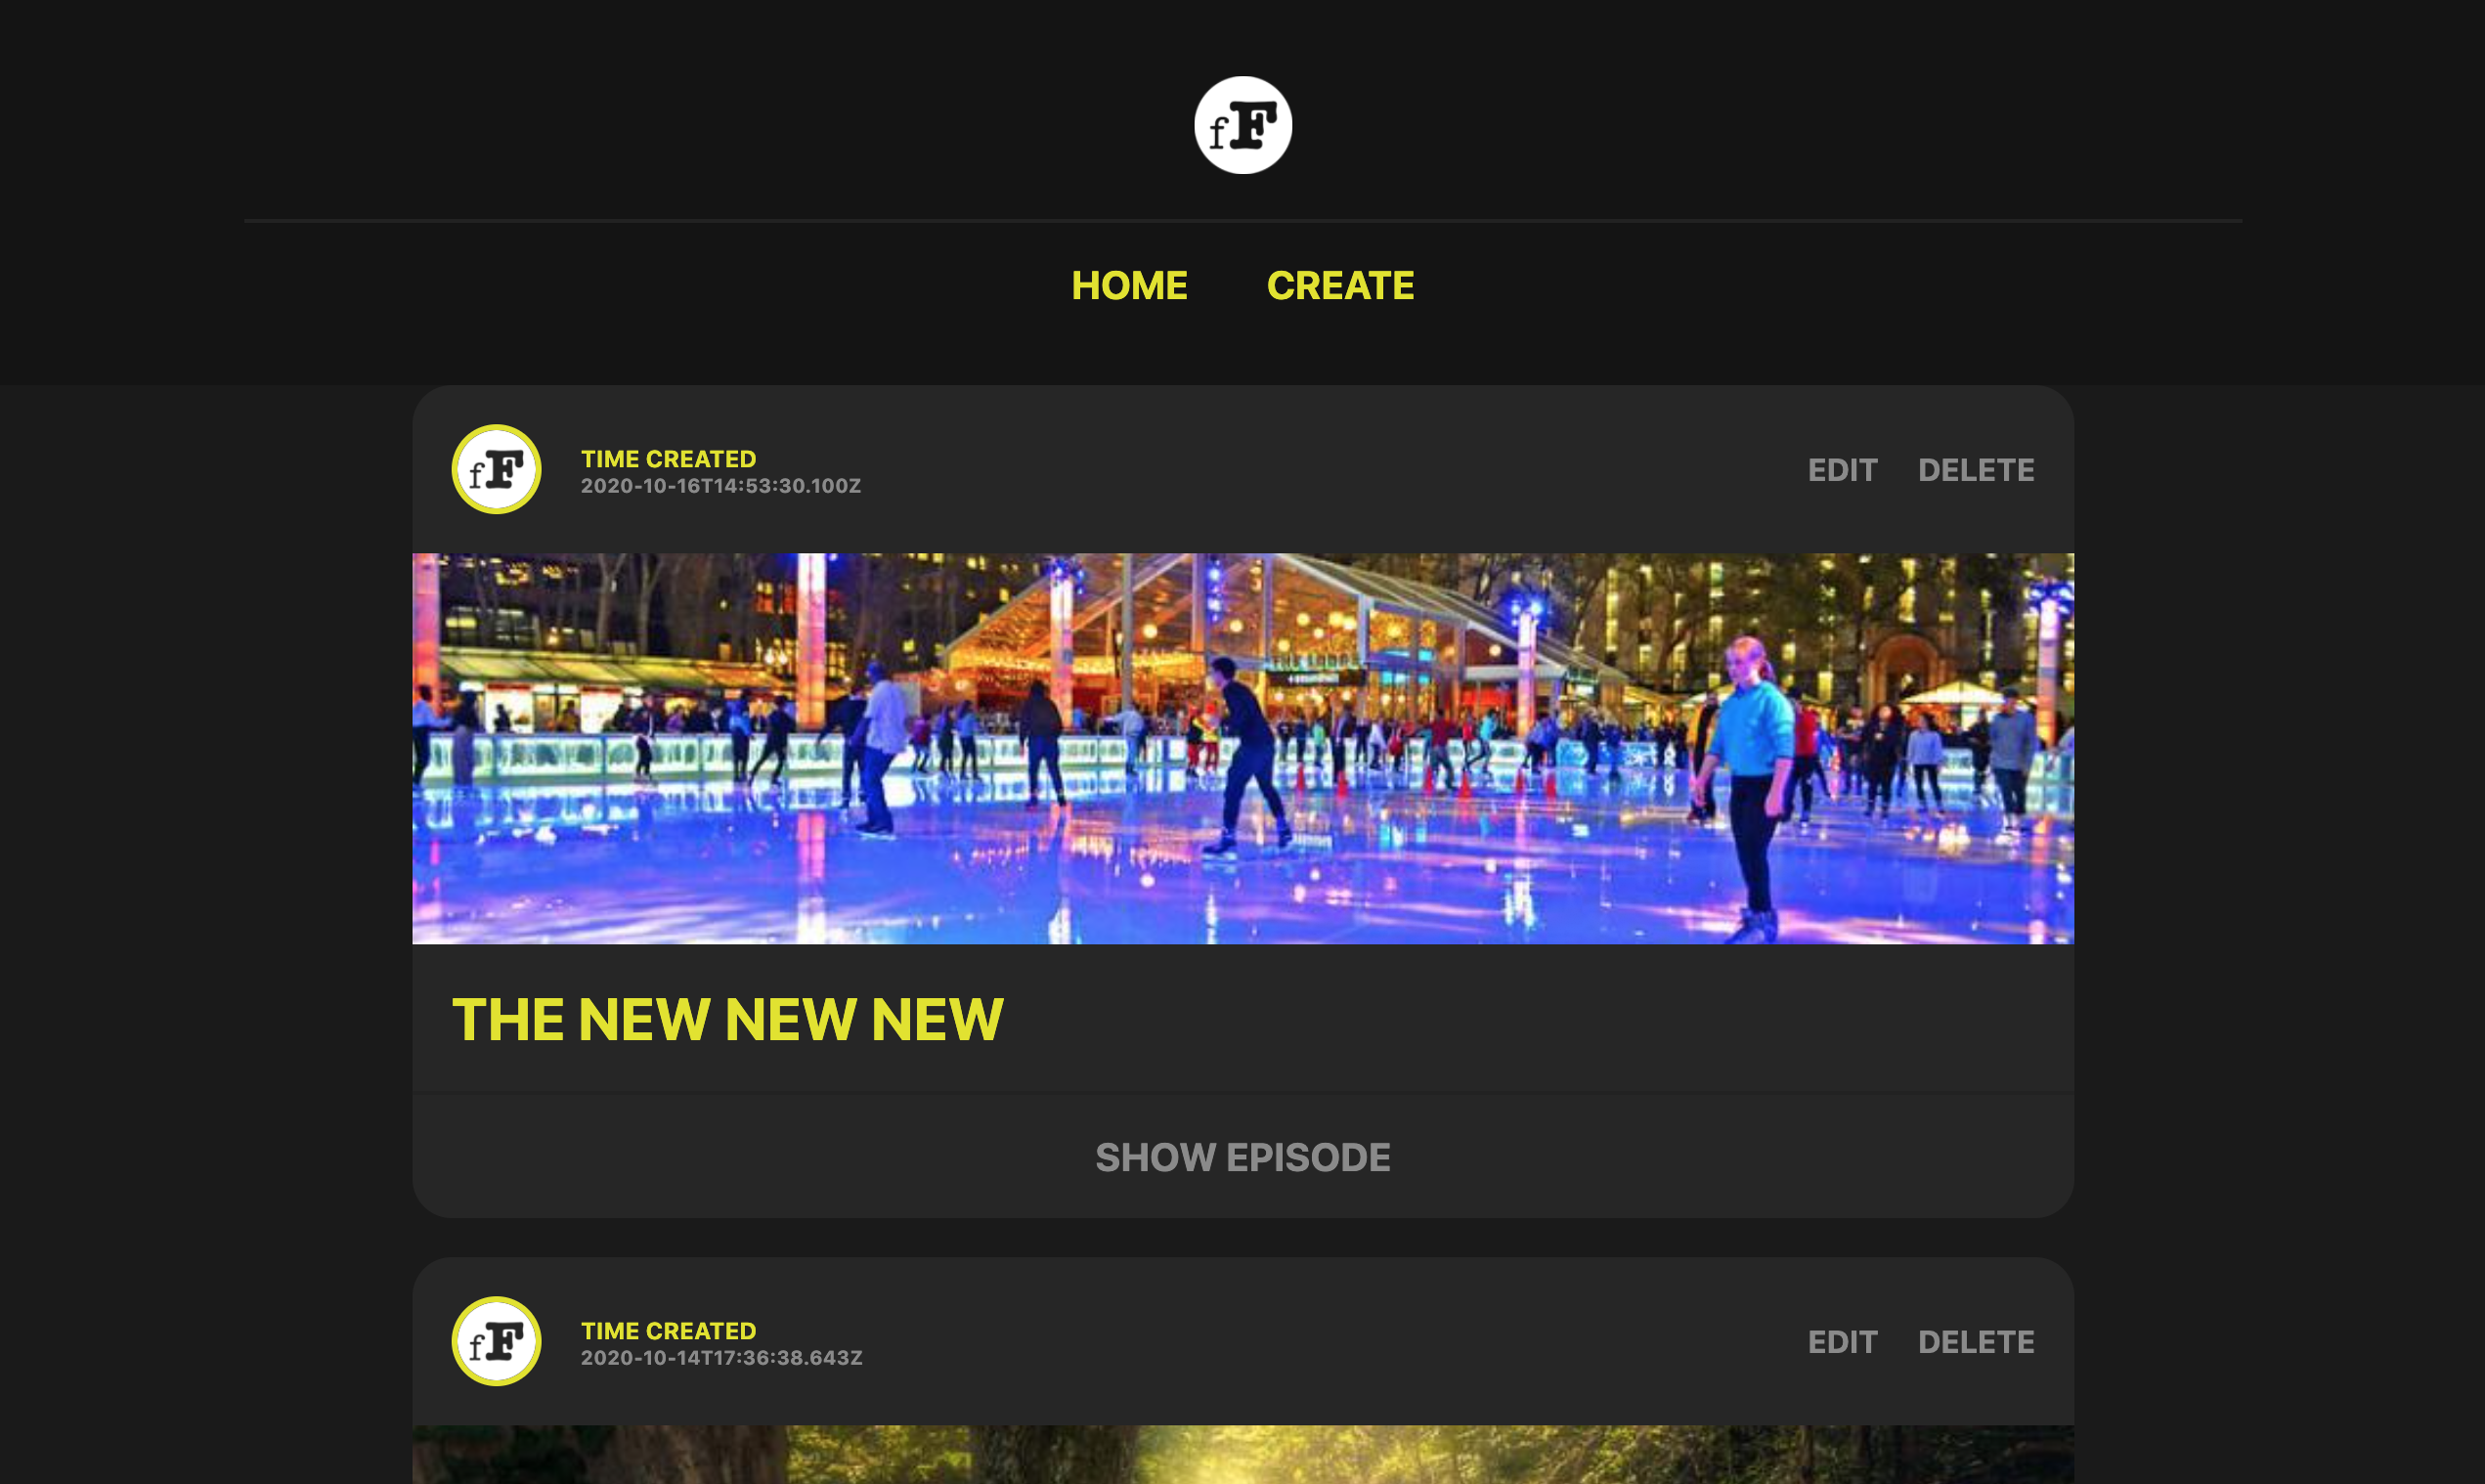 fF
HOME CREATE
fF
TIME CREATED
2020-10-16T14:53:30.100Z
EDIT DELETE
THE NEW NEW NEW
SHOW EPISODE
fF
TIME CREATED
2020-10-14T17:36:38.643Z
EDIT DELETE